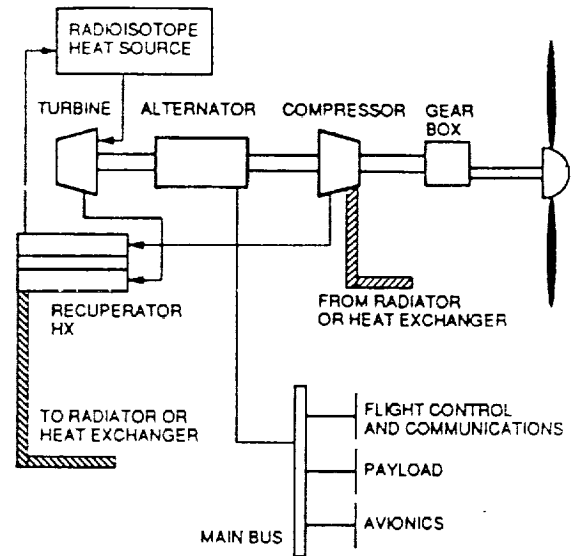 RADIOISOTOPE
HEAT SOURCE
TURBINE
ALTERNATOR
COMPRESSOR
GEAR
BOX
RECUPERATOR
HX
FROM RADIATOR
OR HEAT EXCHANGER
TO RADIATOR OR
HEAT EXCHANGER
FLIGHT CONTROL
AND COMMUNICATIONS
PAYLOAD
AVIONICS
MAIN BUS